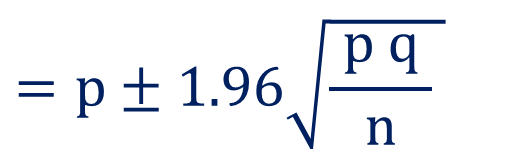 = p ± 1.96√(p q / n)